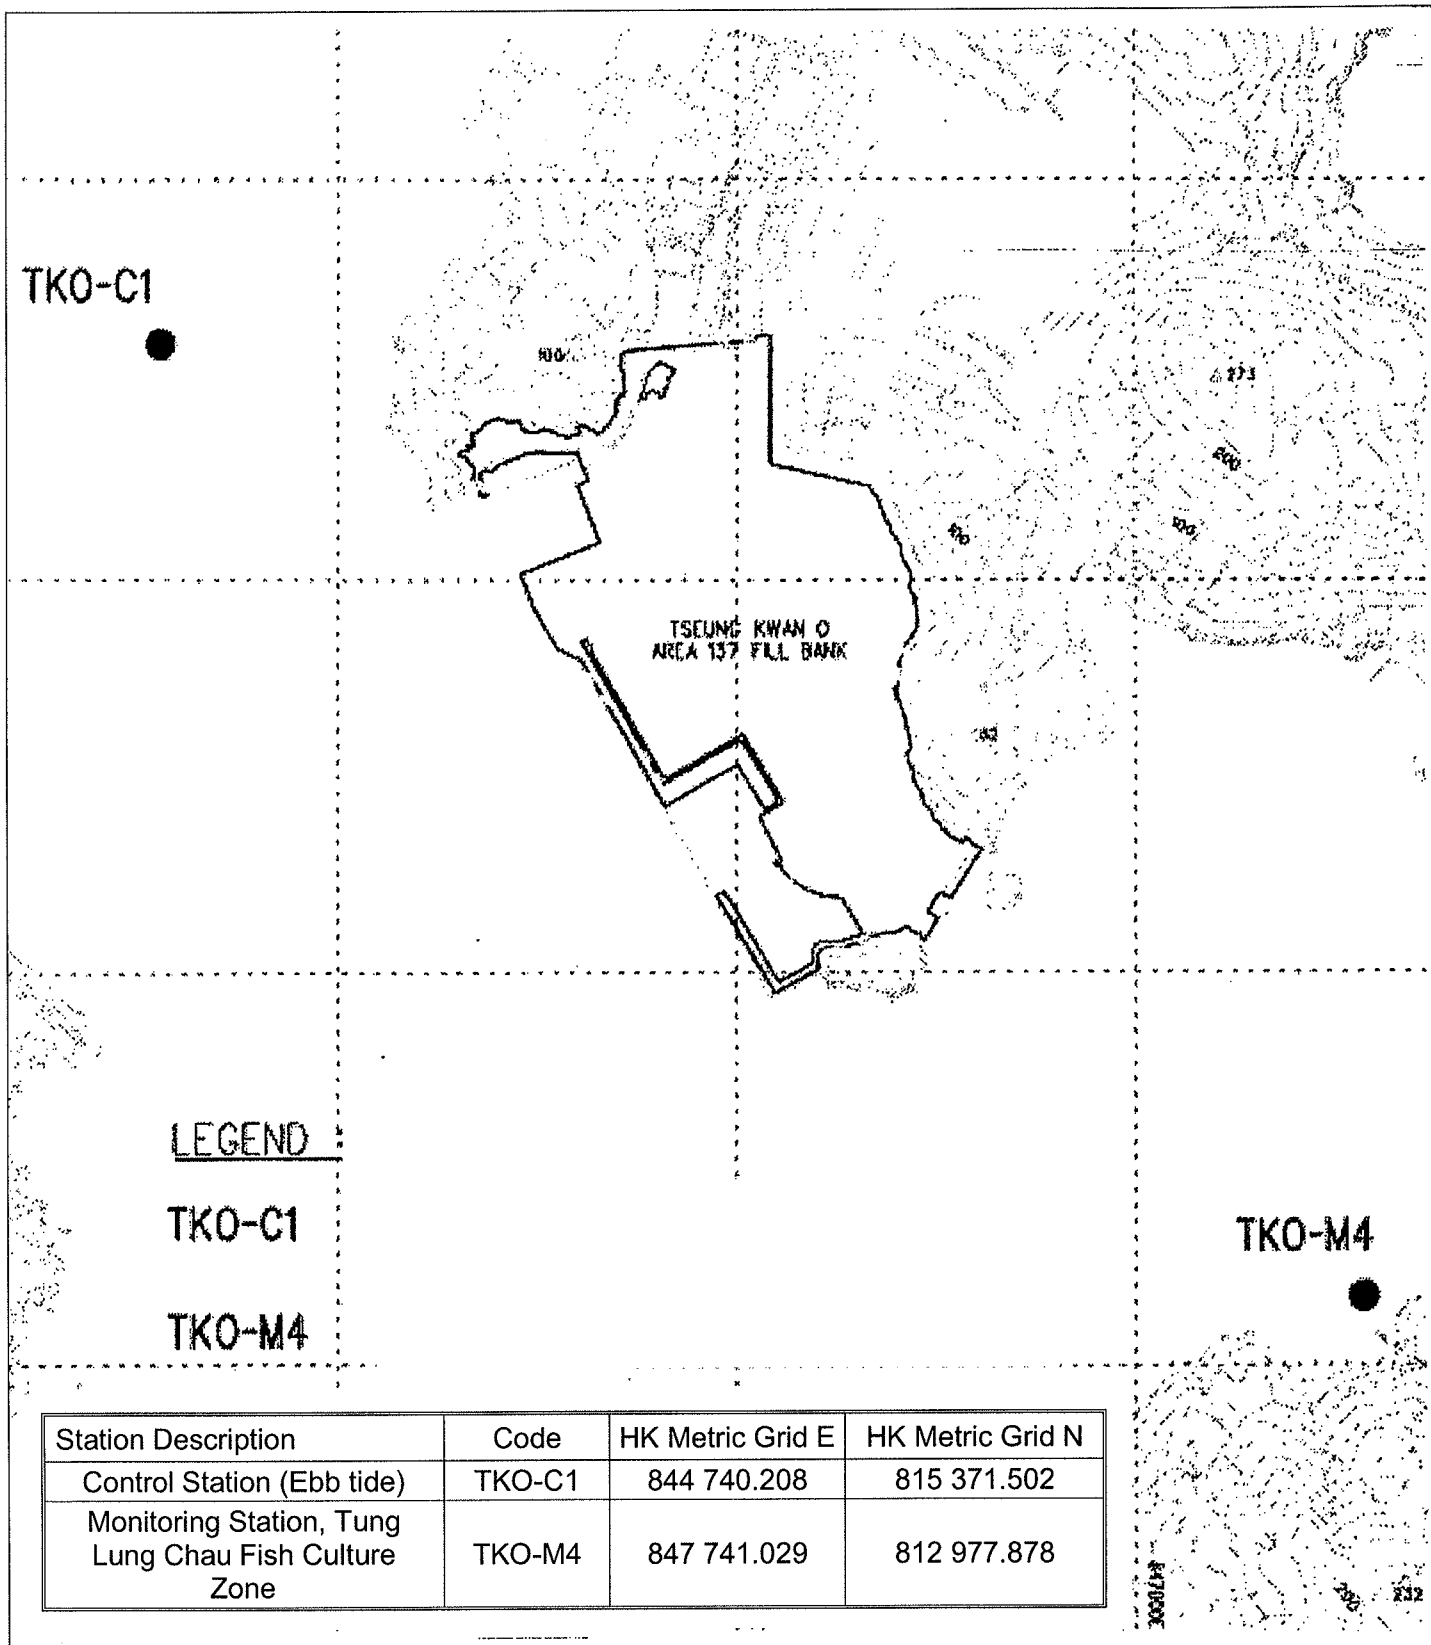 TKO-C1
100
273
200
100
TSEUNG KWAN O
AREA 137 FILL BANK
LEGEND :
TKO-C1
TKO-M4
TKO-M4
Station Description Code HK Metric Grid E HK Metric Grid N
Control Station (Ebb tide) TKO-C1 844 740.208 815 371.502
Monitoring Station, Tung
Lung Chau Fish Culture
Zone
TKO-M4 847 741.029 812 977.878
847000E
232